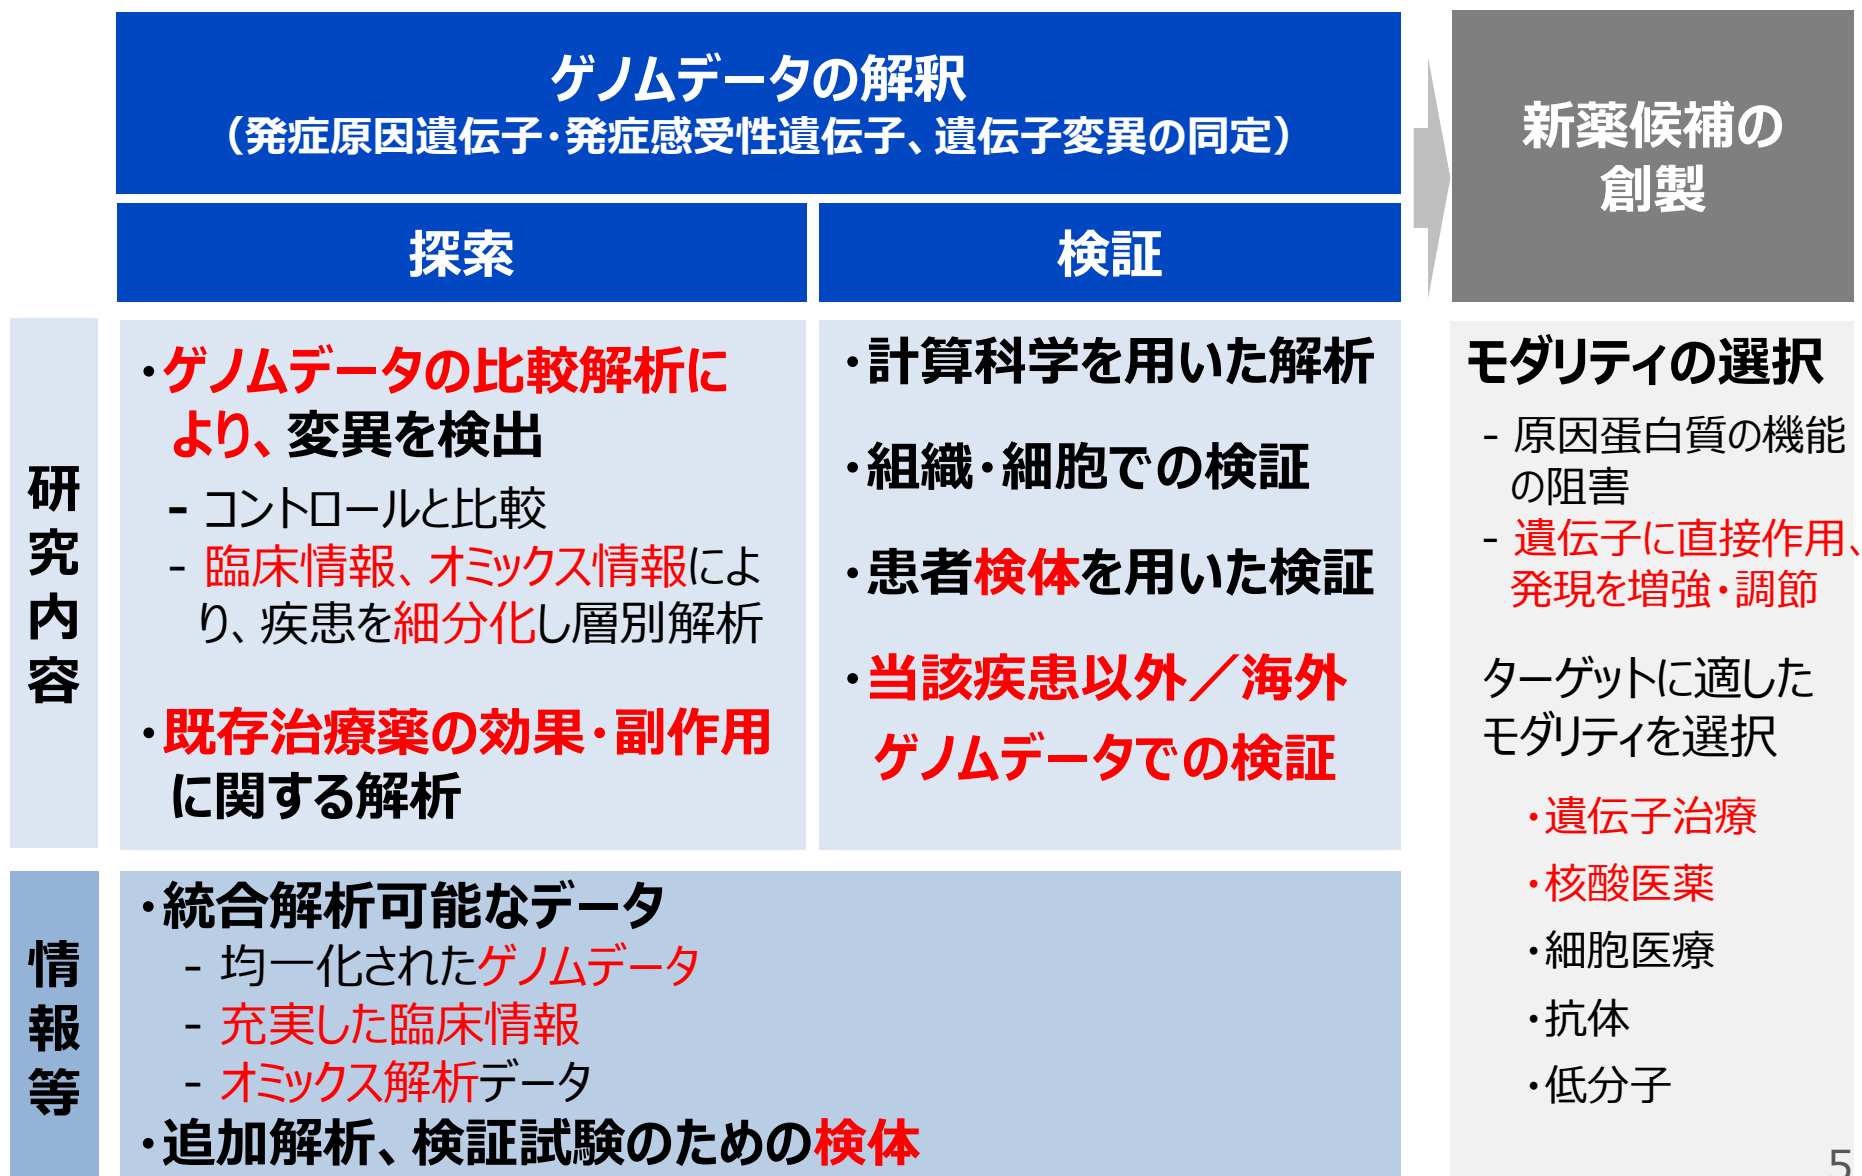 ゲノムデータの解釈
（発症原因遺伝子・発症感受性遺伝子、遺伝子変異の同定）
新薬候補の
創製
探索
検証
研究内容
・ゲノムデータの比較解析に
より、変異を検出
- コントロールと比較
- 臨床情報、オミックス情報によ
り、疾患を細分化し層別解析
・既存治療薬の効果・副作用
に関する解析
・計算科学を用いた解析
・組織・細胞での検証
・患者検体を用いた検証
・当該疾患以外／海外
ゲノムデータでの検証
モダリティの選択
- 原因蛋白質の機能
の阻害
- 遺伝子に直接作用、
発現を増強・調節
ターゲットに適した
モダリティを選択
・遺伝子治療
・核酸医薬
・細胞医療
・抗体
・低分子
情報等
・統合解析可能なデータ
- 均一化されたゲノムデータ
- 充実した臨床情報
- オミックス解析データ
・追加解析、検証試験のための検体
5